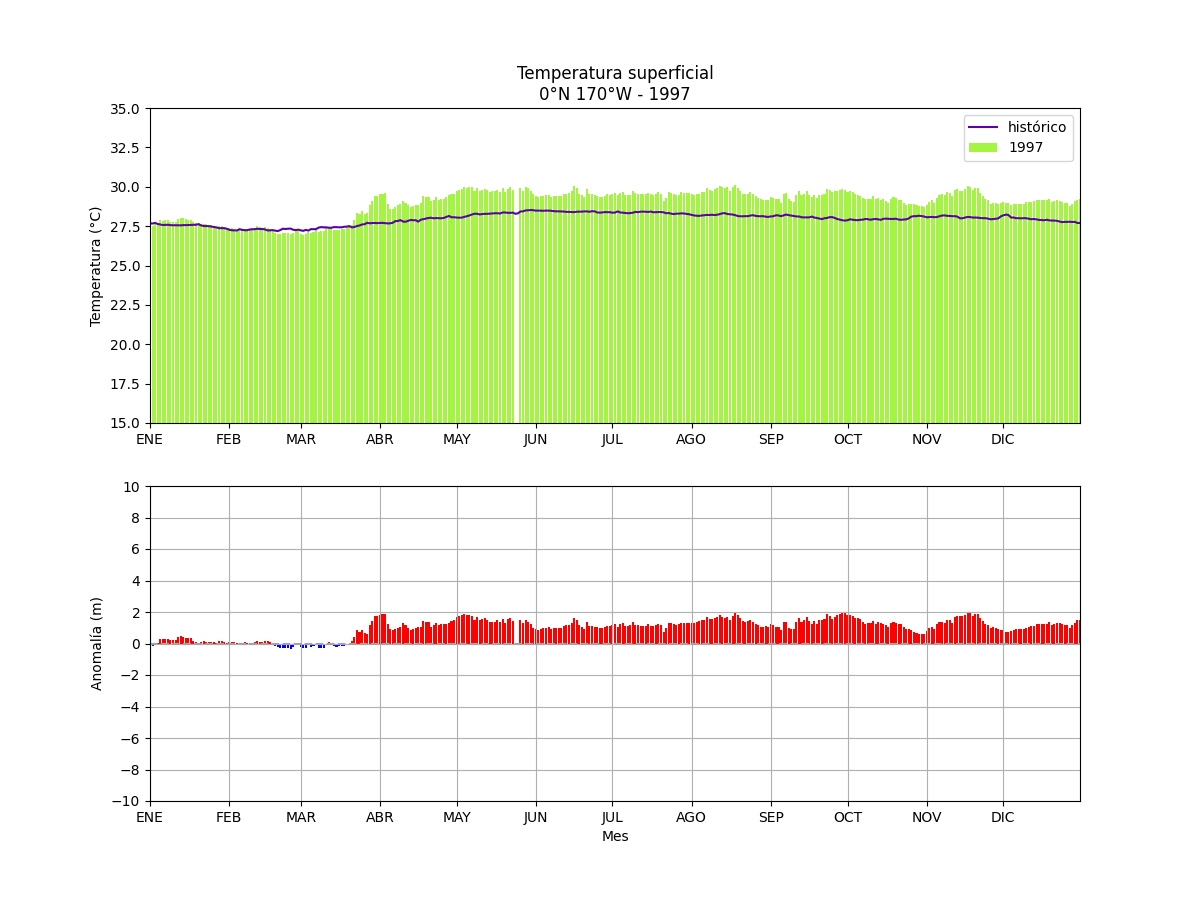 Temperatura superficial
0°N 170°W - 1997
35.0
32.5
30.0
27.5
25.0
22.5
20.0
17.5
15.0
Temperatura (°C)
histórico
1997
ENE FEB MAR ABR MAY JUN JUL AGO SEP OCT NOV DIC
10
8
6
4
2
0
−2
−4
−6
−8
−10
Anomalía (m)
ENE FEB MAR ABR MAY JUN JUL AGO SEP OCT NOV DIC
Mes